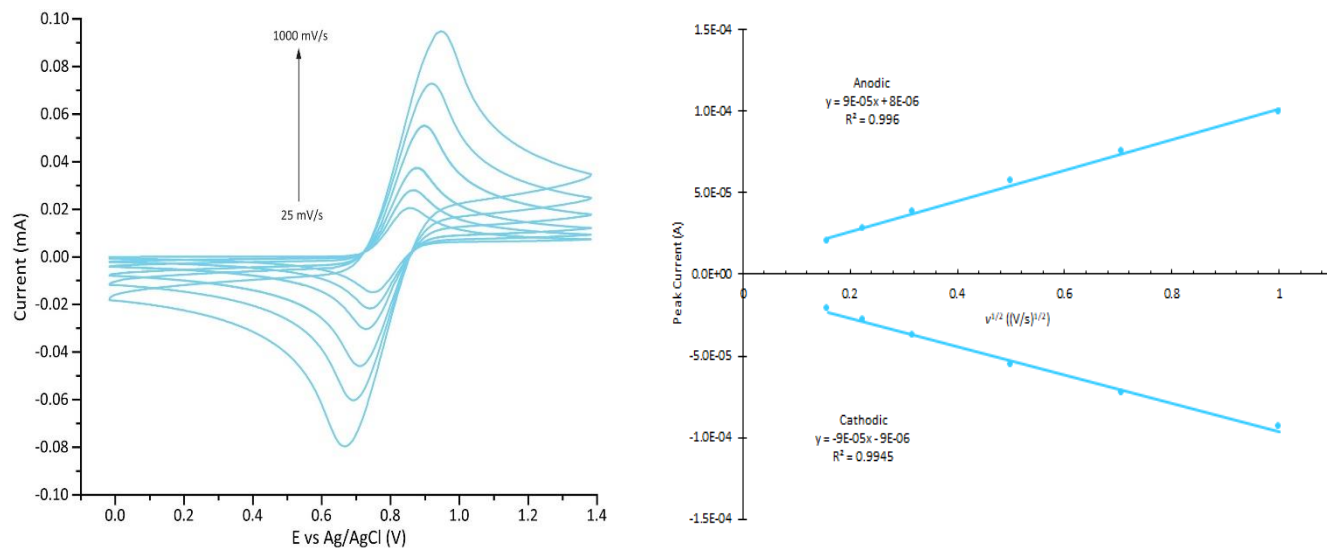 0.10
0.08
0.06
0.04
0.02
0.00
-0.02
-0.04
-0.06
-0.08
-0.10
Current (mA)
1000 mV/s
25 mV/s
0.0 0.2 0.4 0.6 0.8 1.0 1.2 1.4
E vs Ag/AgCl (V)
1.5E-04
1.0E-04
5.0E-05
0.0E+00
-5.0E-05
-1.0E-04
-1.5E-04
Peak Current (A)
Anodic
y = 9E-05x + 8E-06
R² = 0.996
0 0.2 0.4 0.6 0.8 1
v^1/2 ((V/s)^1/2)
Cathodic
y = -9E-05x - 9E-06
R² = 0.9945